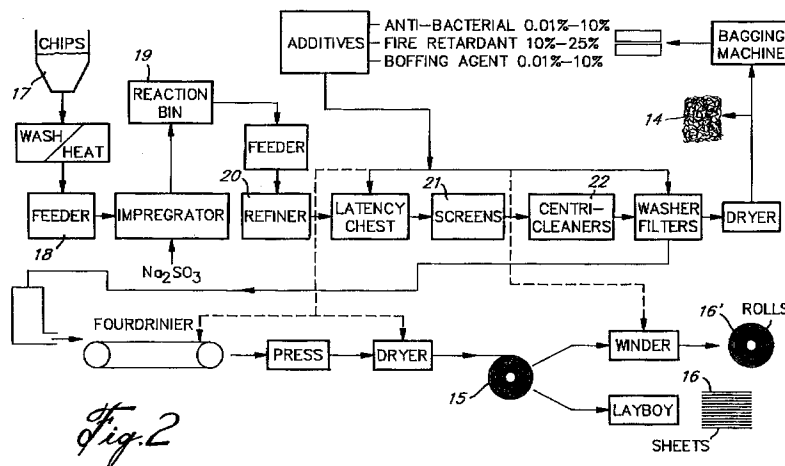 CHIPS
17
WASH
HEAT
FEEDER
18
IMPREGRATOR
Na2SO3
REACTION
BIN
19
FEEDER
REFINER
20
ADDITIVES
ANTI-BACTERIAL 0.01%-10%
FIRE RETARDANT 10%-25%
BOFFING AGENT 0.01%-10%
LATENCY
CHEST
SCREENS
21
CENTRI-
CLEANERS
22
WASHER
FILTERS
DRYER
14
BAGGING
MACHINE
FOURDRINIER
PRESS
DRYER
15
WINDER
16'
ROLLS
LAYBOY
16
SHEETS
Fig.2